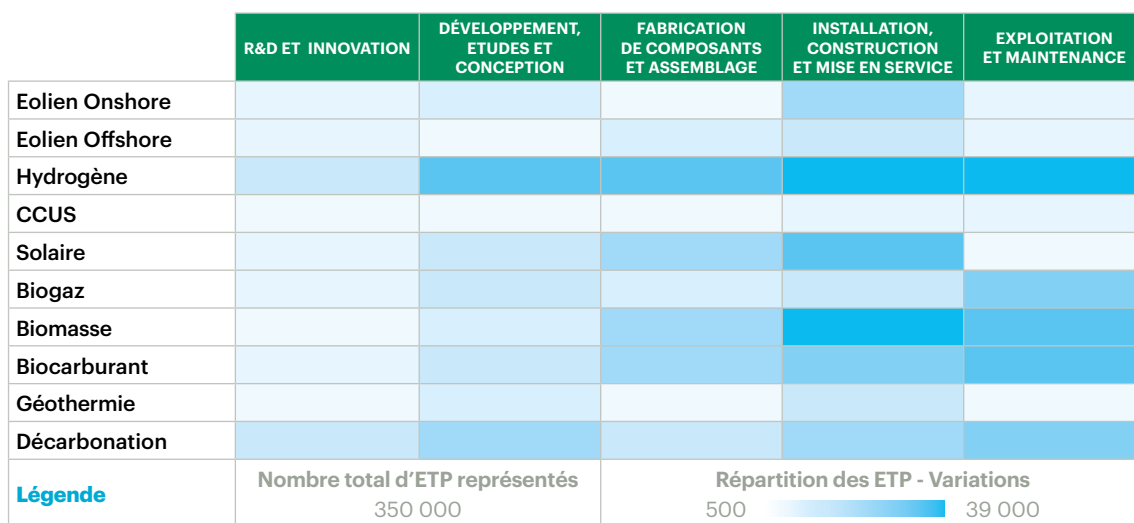 R&D ET INNOVATION
DÉVELOPPEMENT,
ETUDES ET
CONCEPTION
FABRICATION
DE COMPOSANTS
ET ASSEMBLAGE
INSTALLATION,
CONSTRUCTION
ET MISE EN SERVICE
EXPLOITATION
ET MAINTENANCE
Eolien Onshore
Eolien Offshore
Hydrogène
CCUS
Solaire
Biogaz
Biomasse
Biocarburant
Géothermie
Décarbonation
Légende
Nombre total d'ETP représentés
350 000
Répartition des ETP - Variations
500 39 000